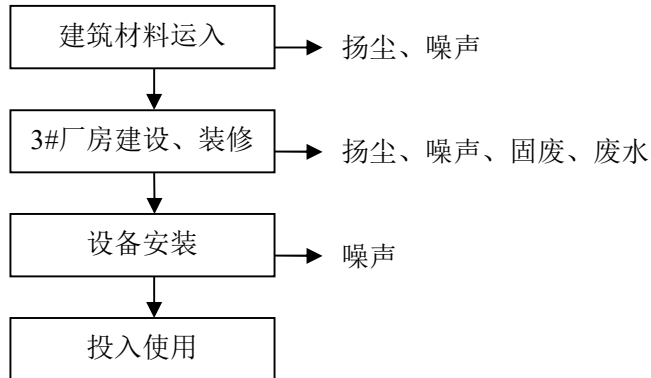 建筑材料运入
扬尘、噪声
3#厂房建设、装修
扬尘、噪声、固废、废水
设备安装
噪声
投入使用